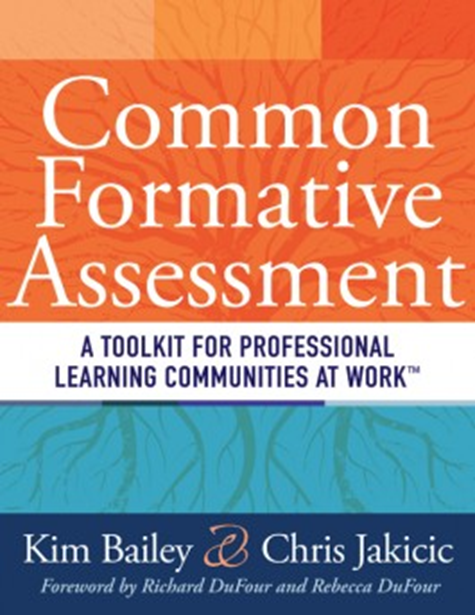 Common
Formative
Assessment
A TOOLKIT FOR PROFESSIONAL
LEARNING COMMUNITIES AT WORK™
Kim Bailey & Chris Jakicic
Foreword by Richard DuFour and Rebecca DuFour